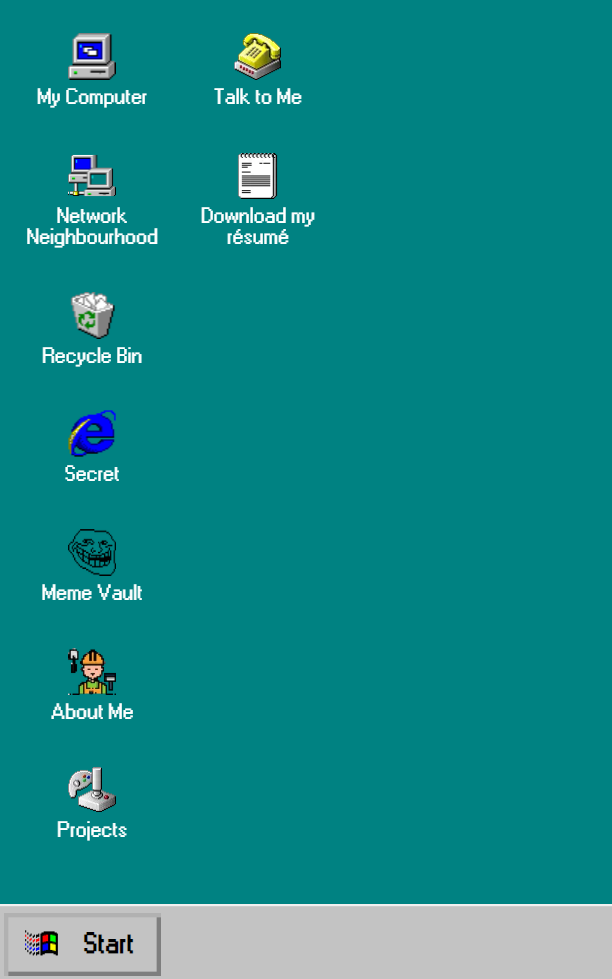 My Computer
Talk to Me
Network
Neighbourhood
Download my
résumé
Recycle Bin
Secret
Meme Vault
About Me
Projects
Start